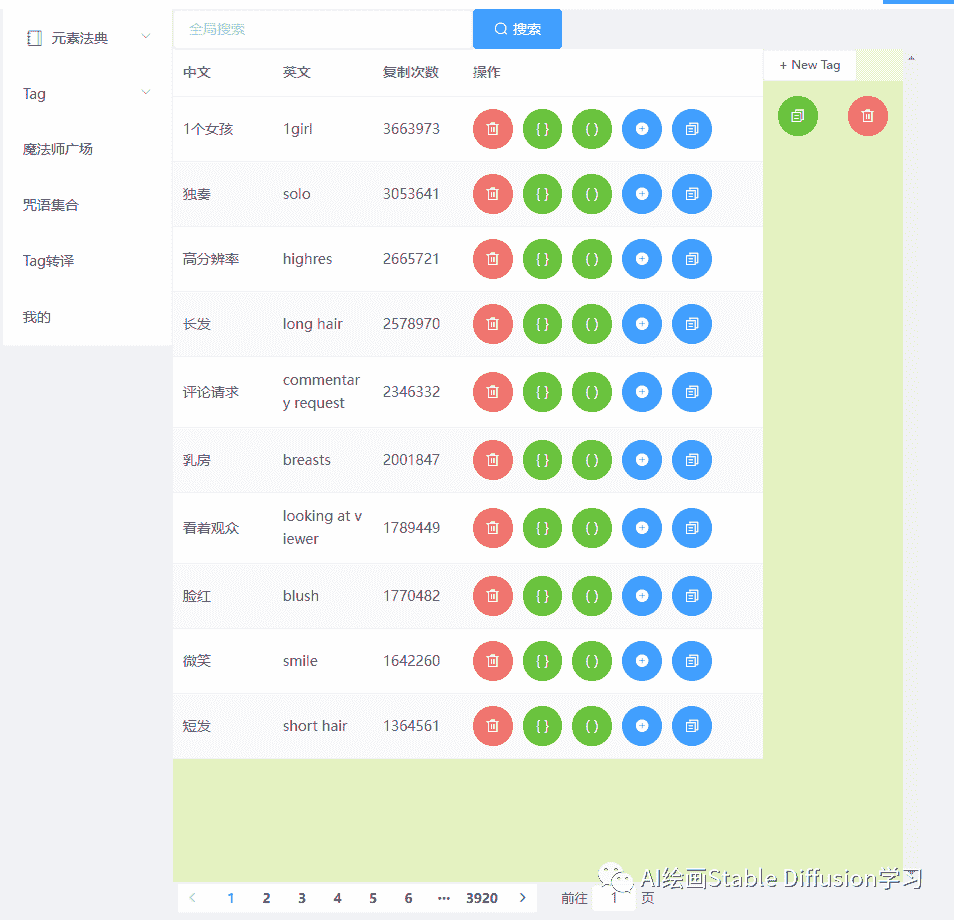 元素法典
Tag
魔法师广场
咒语集合
Tag转译
我的
全局搜索
搜索
中文 英文 复制次数 操作
1个女孩 1girl 3663973 {} ()
独奏 solo 3053641 {} ()
高分辨率 highres 2665721 {} ()
长发 long hair 2578970 {} ()
评论请求 commentar
y request 2346332 {} ()
乳房 breasts 2001847 {} ()
看着观众 looking at v
iewer 1789449 {} ()
脸红 blush 1770482 {} ()
微笑 smile 1642260 {} ()
短发 short hair 1364561 {} ()
+ New Tag
1 2 3 4 5 6 ··· 3920 前往 1 页
AI绘画Stable Diffusion学习